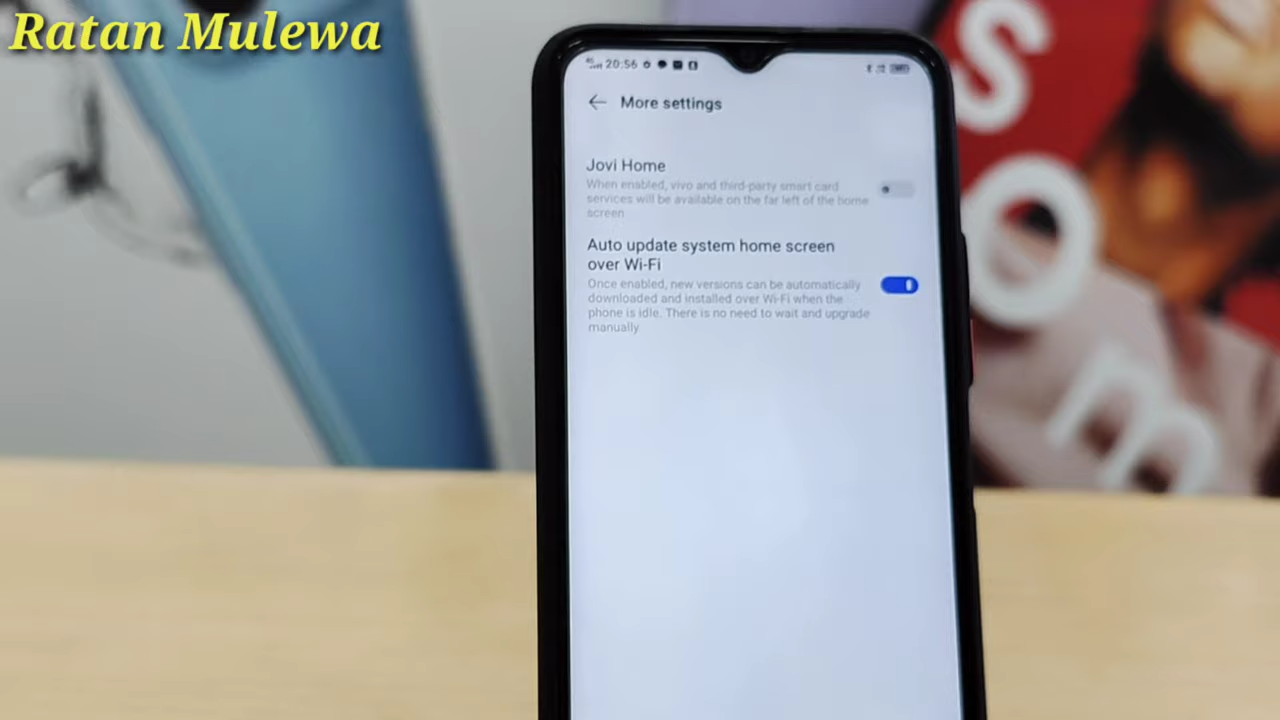 Ratan Mulewa
20:56
More settings
Jovi Home
When enabled, vivo and third-party smart card
services will be available on the far left of the home
screen.
Auto update system home screen
over Wi-Fi
Once enabled, new versions can be automatically
downloaded and installed over Wi-Fi when the
phone is idle. There is no need to wait and upgrade
manually.
s
o
m